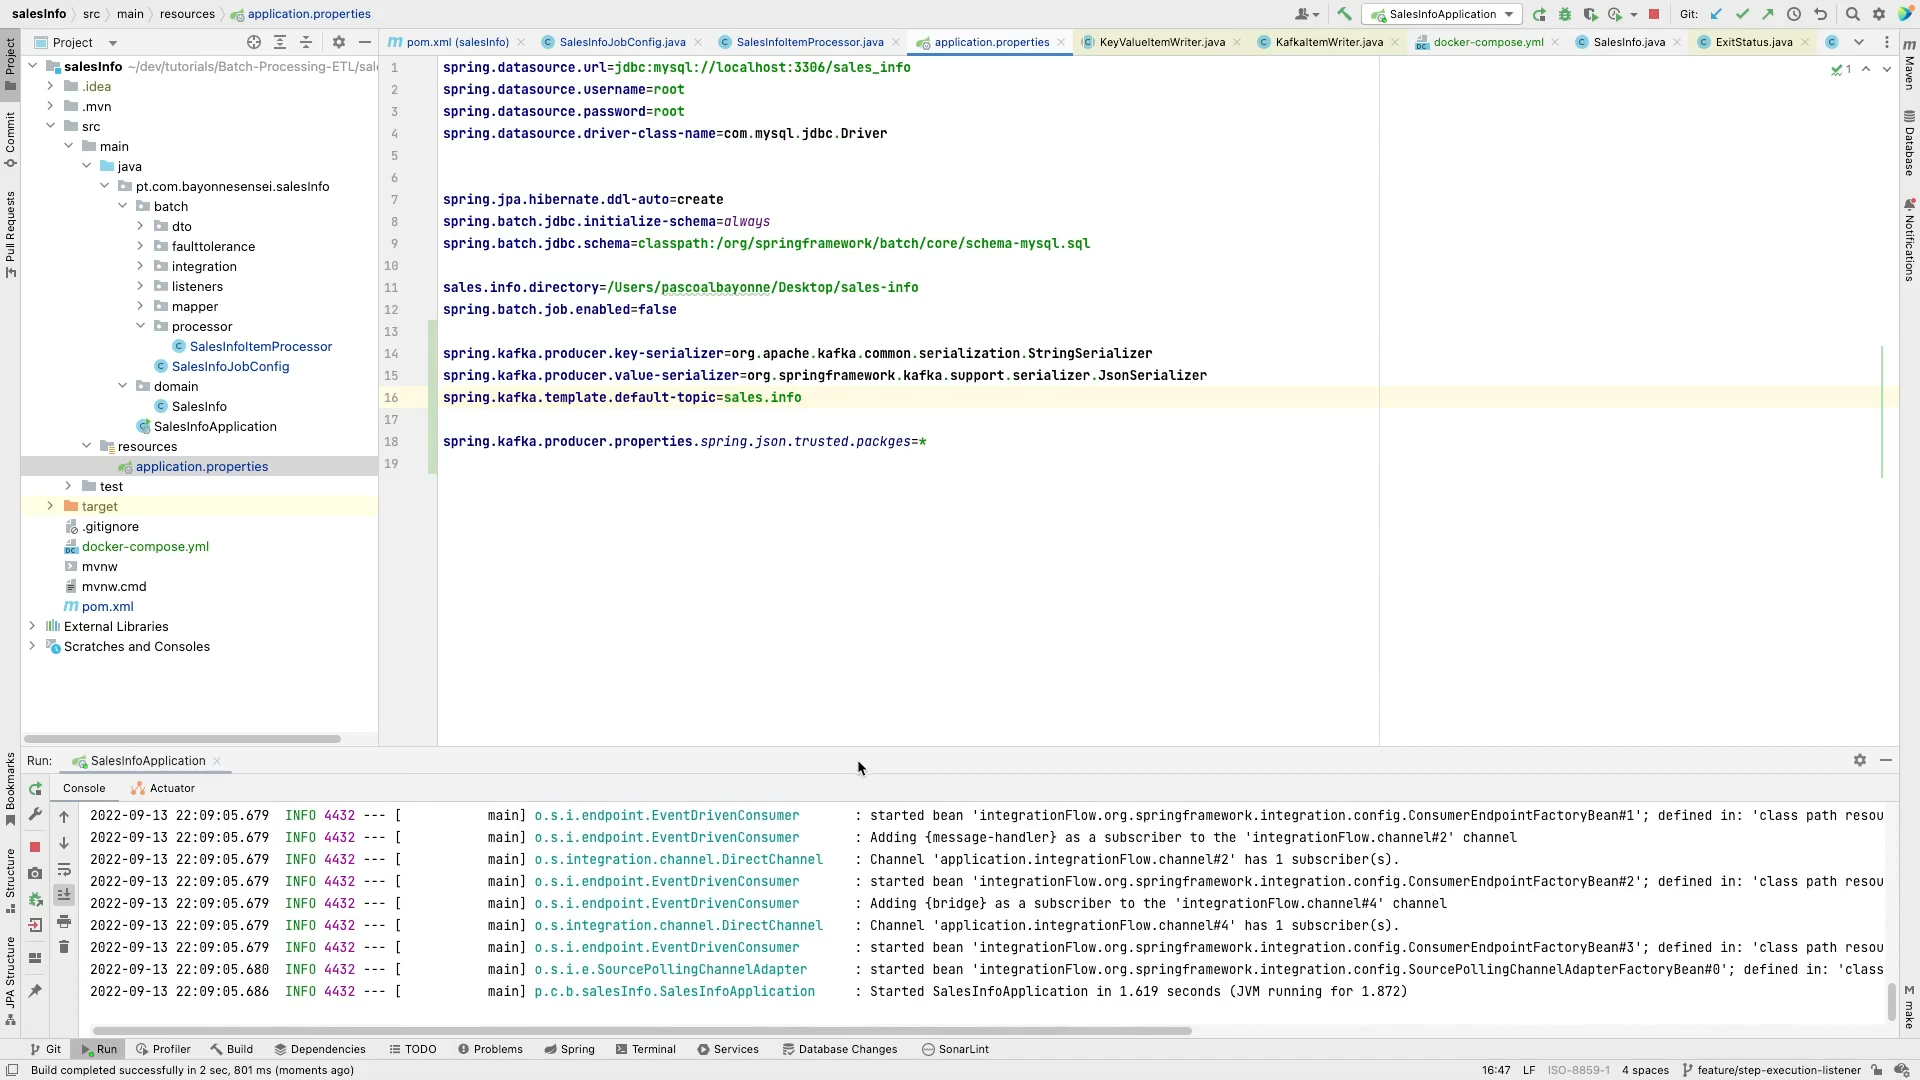 salesInfo src main resources application.properties SalesInfoApplication Git:
Project
pom.xml (salesInfo) SalesInfoJobConfig.java SalesInfoItemProcessor.java application.properties KeyValueItemWriter.java KafkaItemWriter.java docker-compose.yml SalesInfo.java ExitStatus.java
salesInfo ~/dev/tutorials/Batch-Processing-ETL/sal
.idea
.mvn
src
main
java
pt.com.bayonnesensei.salesInfo
batch
dto
faulttolerance
integration
listeners
mapper
processor
SalesInfoItemProcessor
SalesInfoJobConfig
domain
SalesInfo
SalesInfoApplication
resources
application.properties
test
target
.gitignore
docker-compose.yml
mvnw
mvnw.cmd
pom.xml
External Libraries
Scratches and Consoles
1 spring.datasource.url=jdbc:mysql://localhost:3306/sales_info
2 spring.datasource.username=root
3 spring.datasource.password=root
4 spring.datasource.driver-class-name=com.mysql.jdbc.Driver
5
6
7 spring.jpa.hibernate.ddl-auto=create
8 spring.batch.jdbc.initialize-schema=always
9 spring.batch.jdbc.schema=classpath:/org/springframework/batch/core/schema-mysql.sql
10
11 sales.info.directory=/Users/pascoalbayonne/Desktop/sales-info
12 spring.batch.job.enabled=false
13
14 spring.kafka.producer.key-serializer=org.apache.kafka.common.serialization.StringSerializer
15 spring.kafka.producer.value-serializer=org.springframework.kafka.support.serializer.JsonSerializer
16 spring.kafka.template.default-topic=sales.info
17
18 spring.kafka.producer.properties.spring.json.trusted.packges=*
19
1
Project
Commit
Pull Requests
Bookmarks
Structure
JPA Structure
Maven
Database
Notifications
make
Run: SalesInfoApplication
Console Actuator
2022-09-13 22:09:05.679 INFO 4432 --- [ main] o.s.i.endpoint.EventDrivenConsumer : started bean 'integrationFlow.org.springframework.integration.config.ConsumerEndpointFactoryBean#1'; defined in: 'class path resou
2022-09-13 22:09:05.679 INFO 4432 --- [ main] o.s.i.endpoint.EventDrivenConsumer : Adding {message-handler} as a subscriber to the 'integrationFlow.channel#2' channel
2022-09-13 22:09:05.679 INFO 4432 --- [ main] o.s.integration.channel.DirectChannel : Channel 'application.integrationFlow.channel#2' has 1 subscriber(s).
2022-09-13 22:09:05.679 INFO 4432 --- [ main] o.s.i.endpoint.EventDrivenConsumer : started bean 'integrationFlow.org.springframework.integration.config.ConsumerEndpointFactoryBean#2'; defined in: 'class path resou
2022-09-13 22:09:05.679 INFO 4432 --- [ main] o.s.i.endpoint.EventDrivenConsumer : Adding {bridge} as a subscriber to the 'integrationFlow.channel#4' channel
2022-09-13 22:09:05.679 INFO 4432 --- [ main] o.s.integration.channel.DirectChannel : Channel 'application.integrationFlow.channel#4' has 1 subscriber(s).
2022-09-13 22:09:05.679 INFO 4432 --- [ main] o.s.i.endpoint.EventDrivenConsumer : started bean 'integrationFlow.org.springframework.integration.config.ConsumerEndpointFactoryBean#3'; defined in: 'class path resou
2022-09-13 22:09:05.680 INFO 4432 --- [ main] o.s.i.e.SourcePollingChannelAdapter : started bean 'integrationFlow.org.springframework.integration.config.SourcePollingChannelAdapterFactoryBean#0'; defined in: 'class
2022-09-13 22:09:05.686 INFO 4432 --- [ main] p.c.b.salesInfo.SalesInfoApplication : Started SalesInfoApplication in 1.619 seconds (JVM running for 1.872)
Git Run Profiler Build Dependencies TODO Problems Spring Terminal Services Database Changes SonarLint
Build completed successfully in 2 sec, 801 ms (moments ago) 16:47 LF ISO-8859-1 4 spaces feature/step-execution-listener